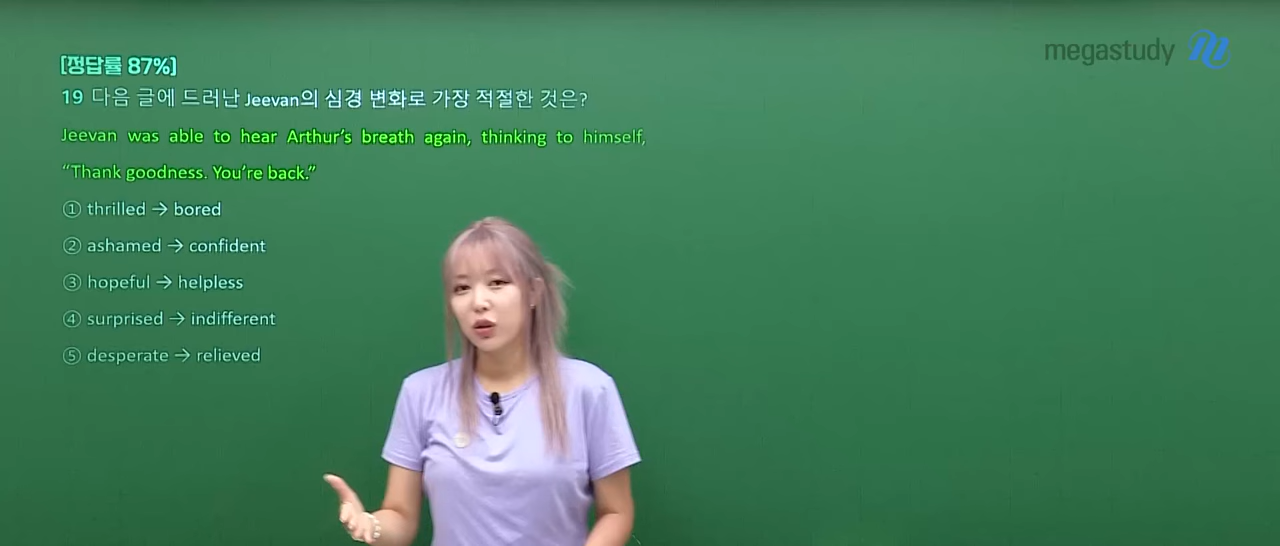 megastudy
[정답률 87%]
19 다음 글에 드러난 Jeevan의 심경 변화로 가장 적절한 것은?
Jeevan was able to hear Arthur’s breath again, thinking to himself,
“Thank goodness. You’re back.”
① thrilled → bored
② ashamed → confident
③ hopeful → helpless
④ surprised → indifferent
⑤ desperate → relieved